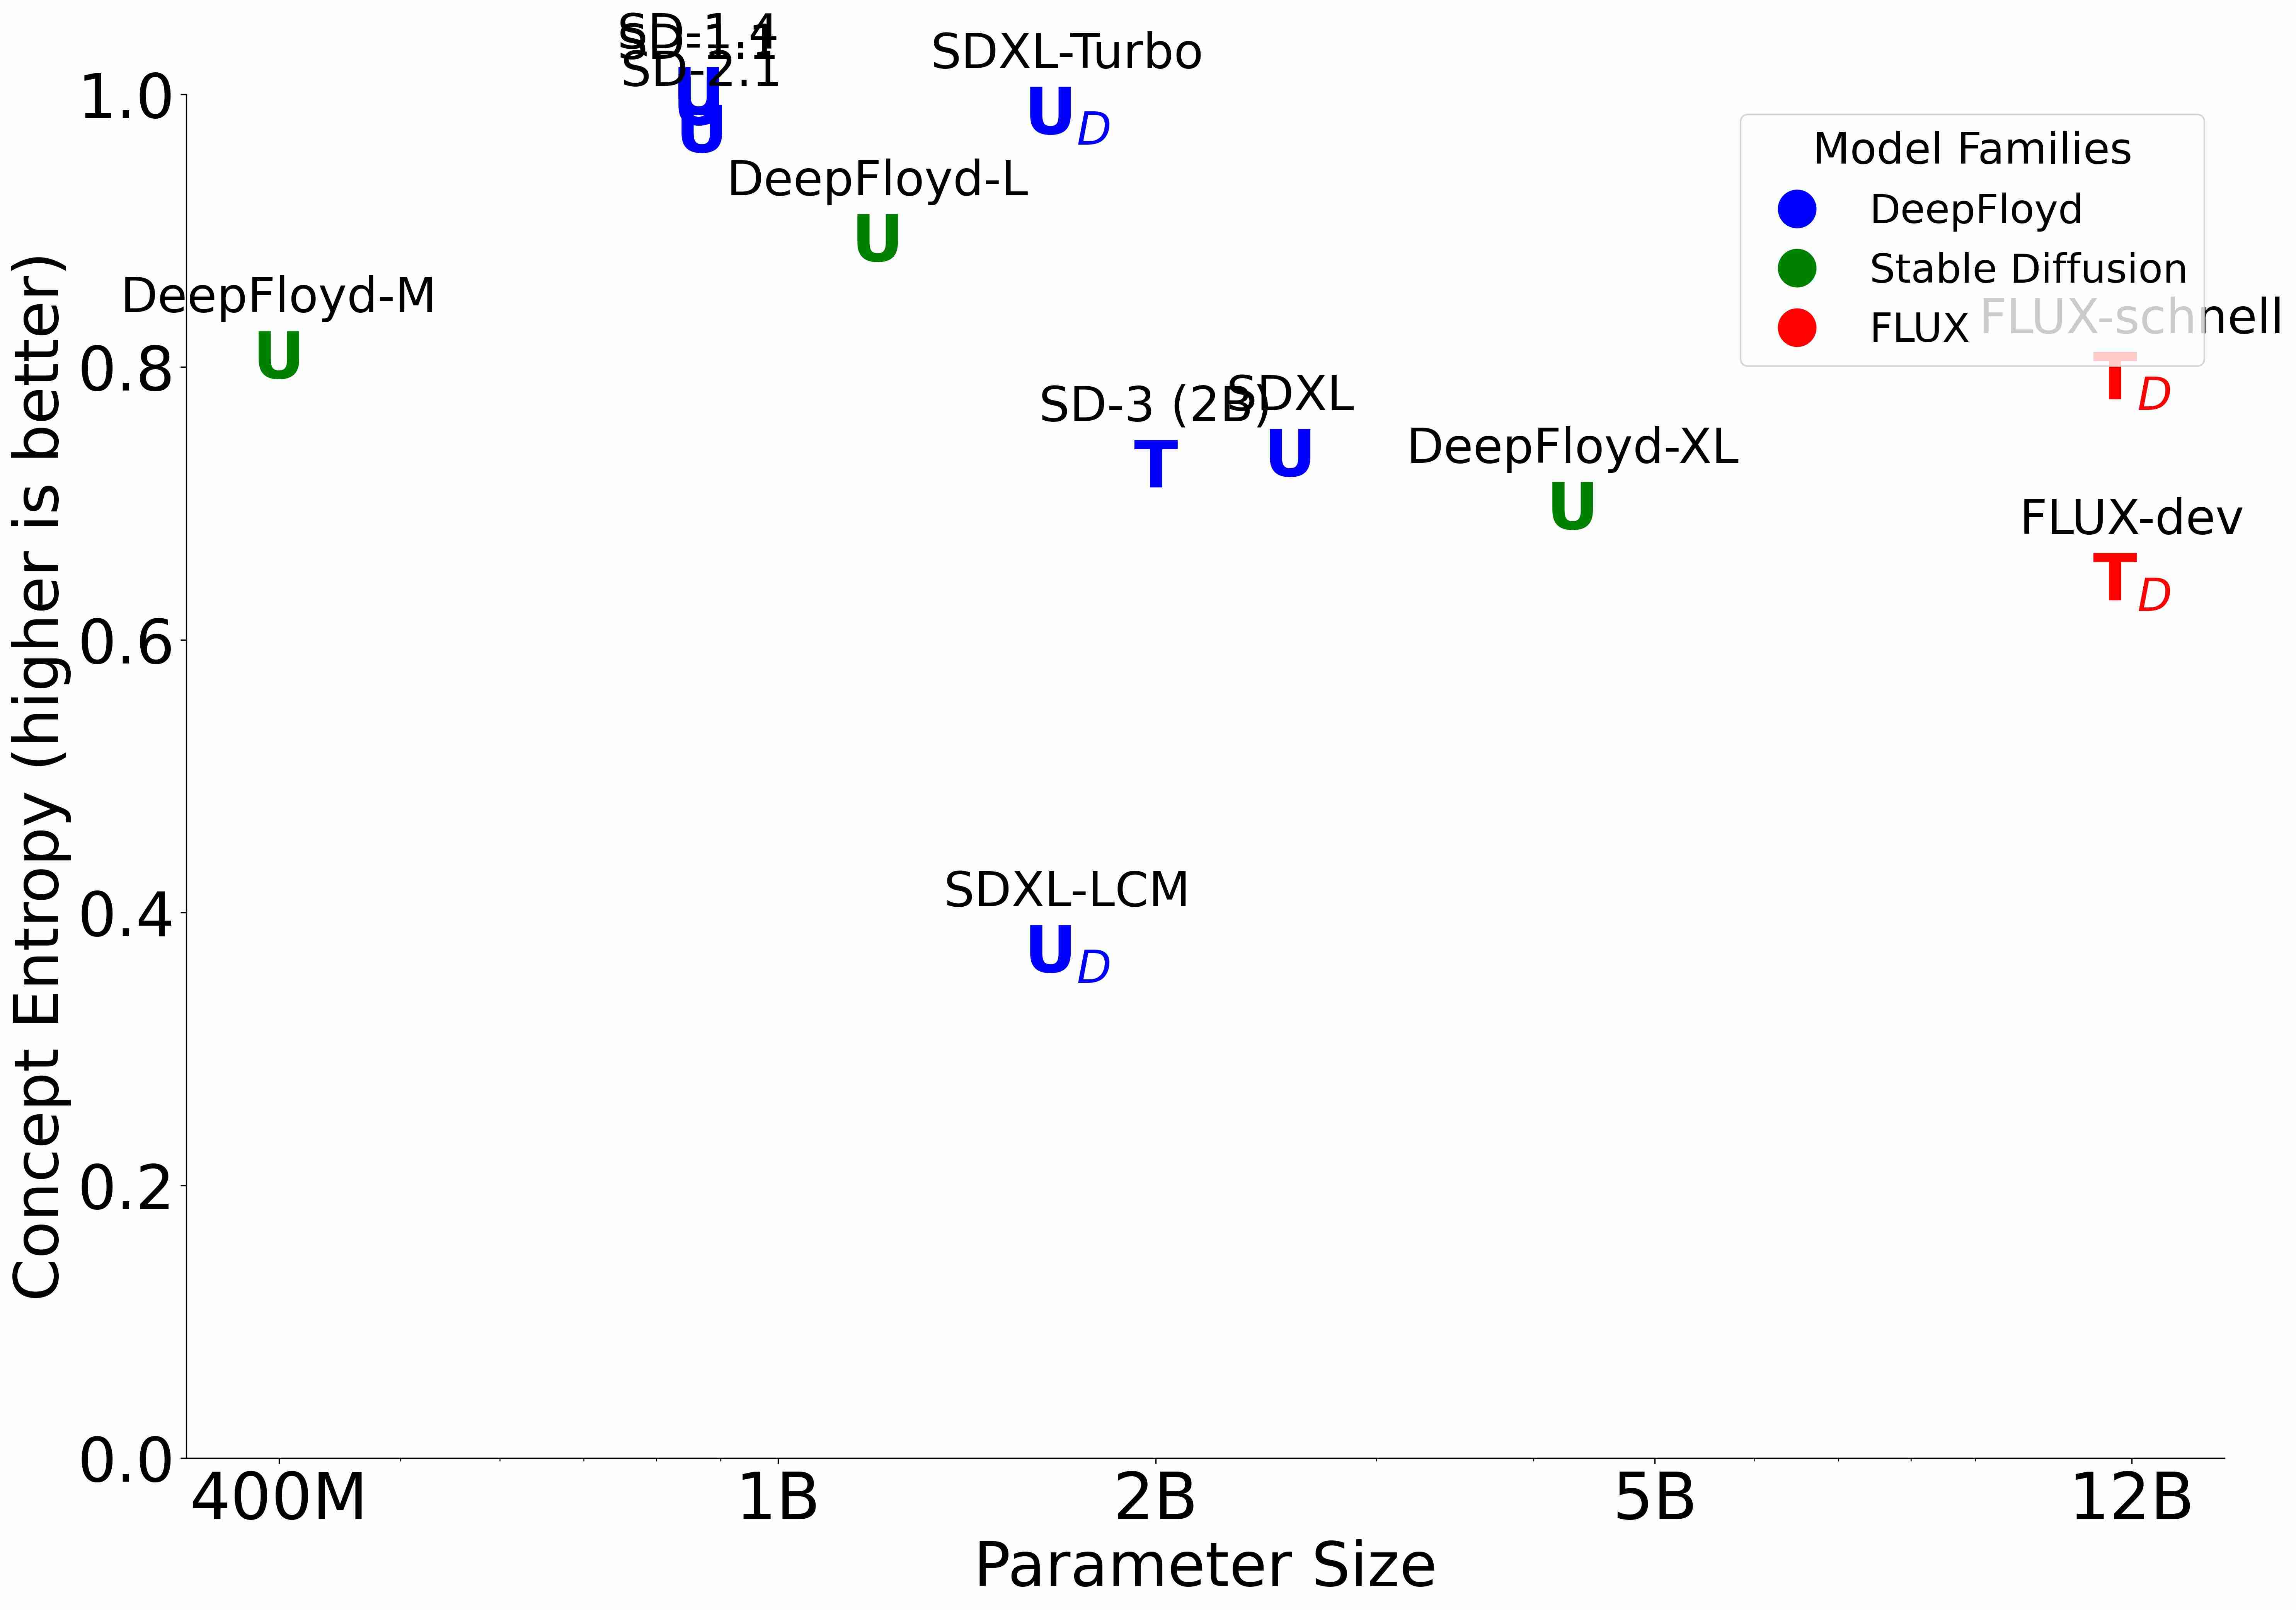 SD-1.4
SD-1.1
SD-2.1
U
U
U
SDXL-Turbo
U_D
DeepFloyd-L
U
DeepFloyd-M
U
SD-3 (2B)
T
SDXL
U
DeepFloyd-XL
U
FLUX-schnell
T_D
FLUX-dev
T_D
SDXL-LCM
U_D
Model Families
DeepFloyd
Stable Diffusion
FLUX
Concept Entropy (higher is better)
1.0
0.8
0.6
0.4
0.2
0.0
400M
1B
2B
5B
12B
Parameter Size